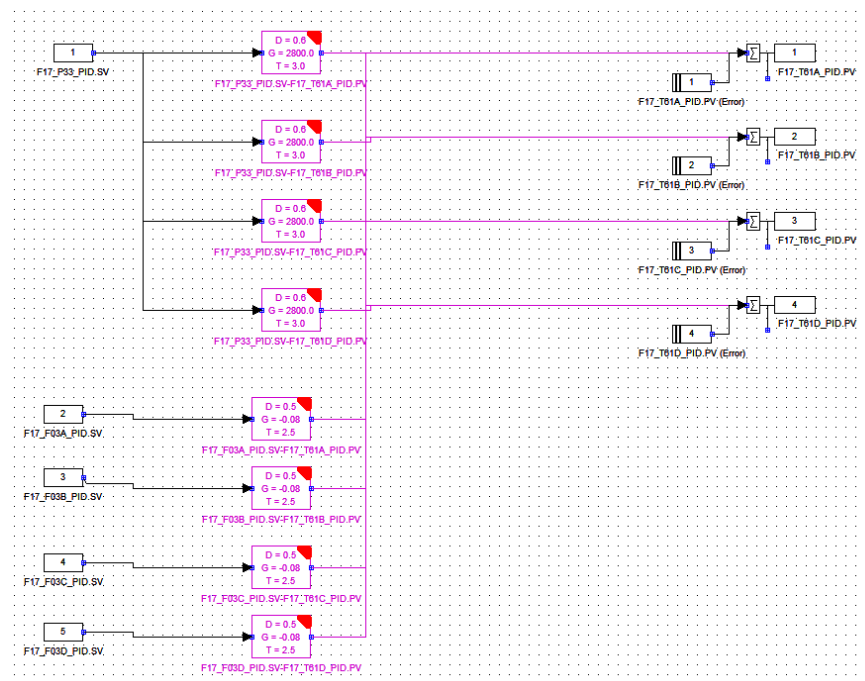 1
F17_P33_PID.SV
D = 0.6
G = 2800.0
T = 3.0
F17_P33_PID.SV-F17_T61A_PID.PV
1
F17_T61A_PID.PV (Error)
Σ
1
F17_T61A_PID.PV
D = 0.6
G = 2800.0
T = 3.0
F17_P33_PID.SV-F17_T61B_PID.PV
2
F17_T61B_PID.PV (Error)
Σ
2
F17_T61B_PID.PV
D = 0.6
G = 2800.0
T = 3.0
F17_P33_PID.SV-F17_T61C_PID.PV
3
F17_T61C_PID.PV (Error)
Σ
3
F17_T61C_PID.PV
D = 0.6
G = 2800.0
T = 3.0
F17_P33_PID.SV-F17_T61D_PID.PV
4
F17_T61D_PID.PV (Error)
Σ
4
F17_T61D_PID.PV
2
F17_F03A_PID.SV
D = 0.5
G = -0.08
T = 2.5
F17_F03A_PID.SV-F17_T61A_PID.PV
3
F17_F03B_PID.SV
D = 0.5
G = -0.08
T = 2.5
F17_F03B_PID.SV-F17_T61B_PID.PV
4
F17_F03C_PID.SV
D = 0.5
G = -0.08
T = 2.5
F17_F03C_PID.SV-F17_T61C_PID.PV
5
F17_F03D_PID.SV
D = 0.5
G = -0.08
T = 2.5
F17_F03D_PID.SV-F17_T61D_PID.PV